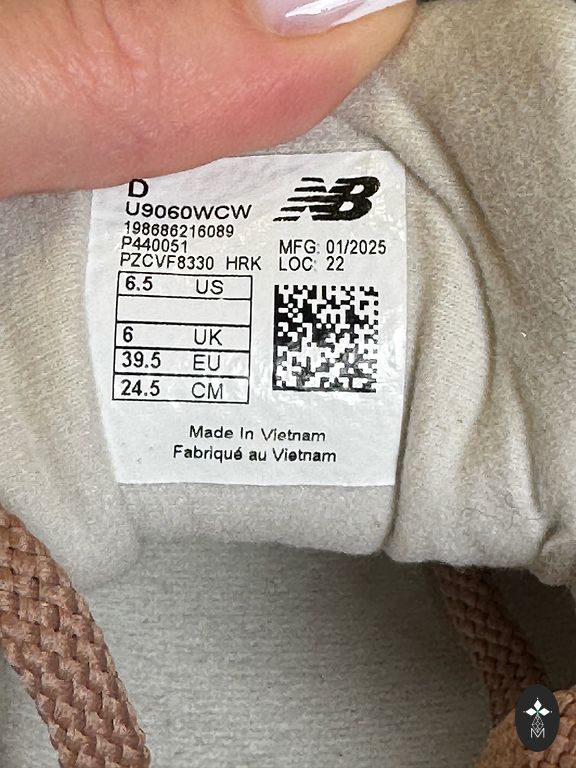 D
U9060WCW
198686216089
P440051
PZCVF8330 HRK
NB
MFG: 01/2025
LOC: 22
6.5 US
6 UK
39.5 EU
24.5 CM
Made In Vietnam
Fabriqué au Vietnam
M